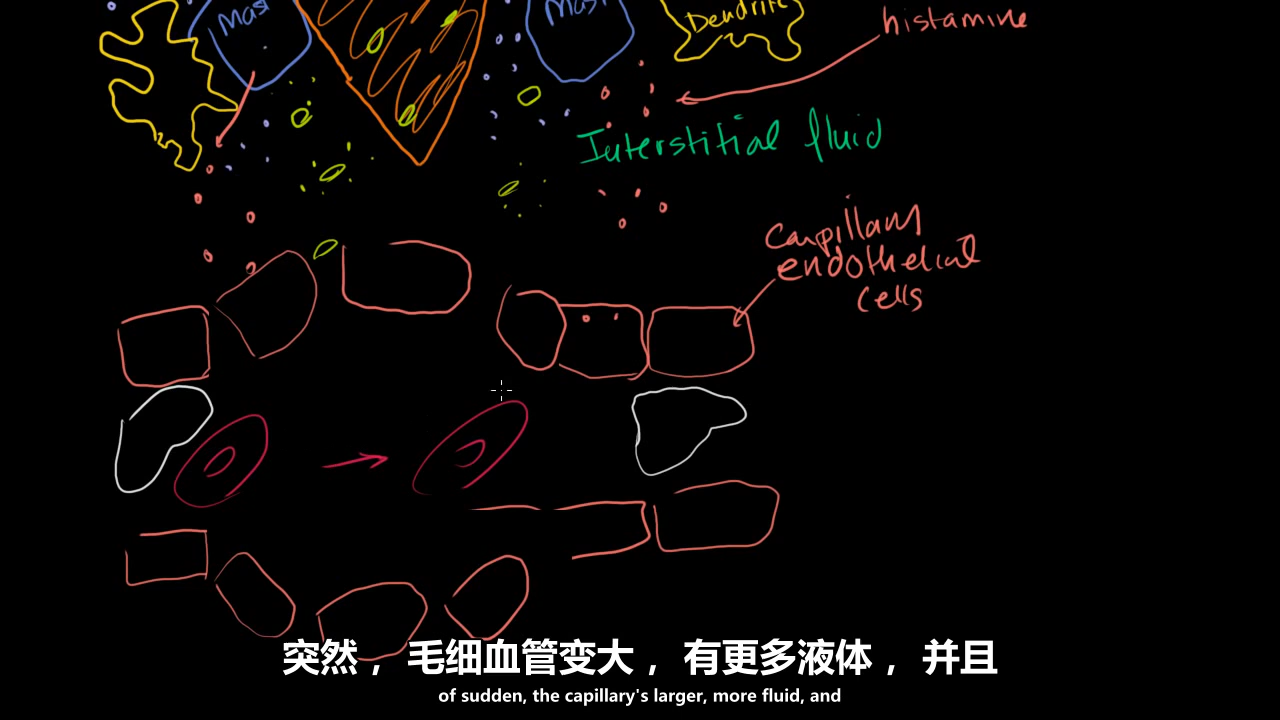 Mast
Mast
Dendrite
histamine
Interstitial fluid
Capillary
endothelial
cells
突然， 毛细血管变大， 有更多液体， 并且
of sudden, the capillary's larger, more fluid, and